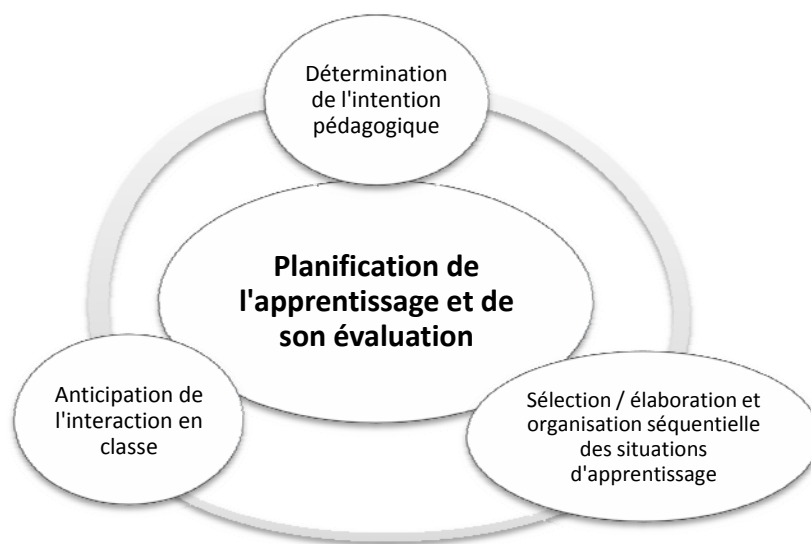 Détermination
de l'intention
pédagogique
Planification de
l'apprentissage et de
son évaluation
Anticipation de
l'interaction en
classe
Sélection / élaboration et
organisation séquentielle
des situations
d'apprentissage